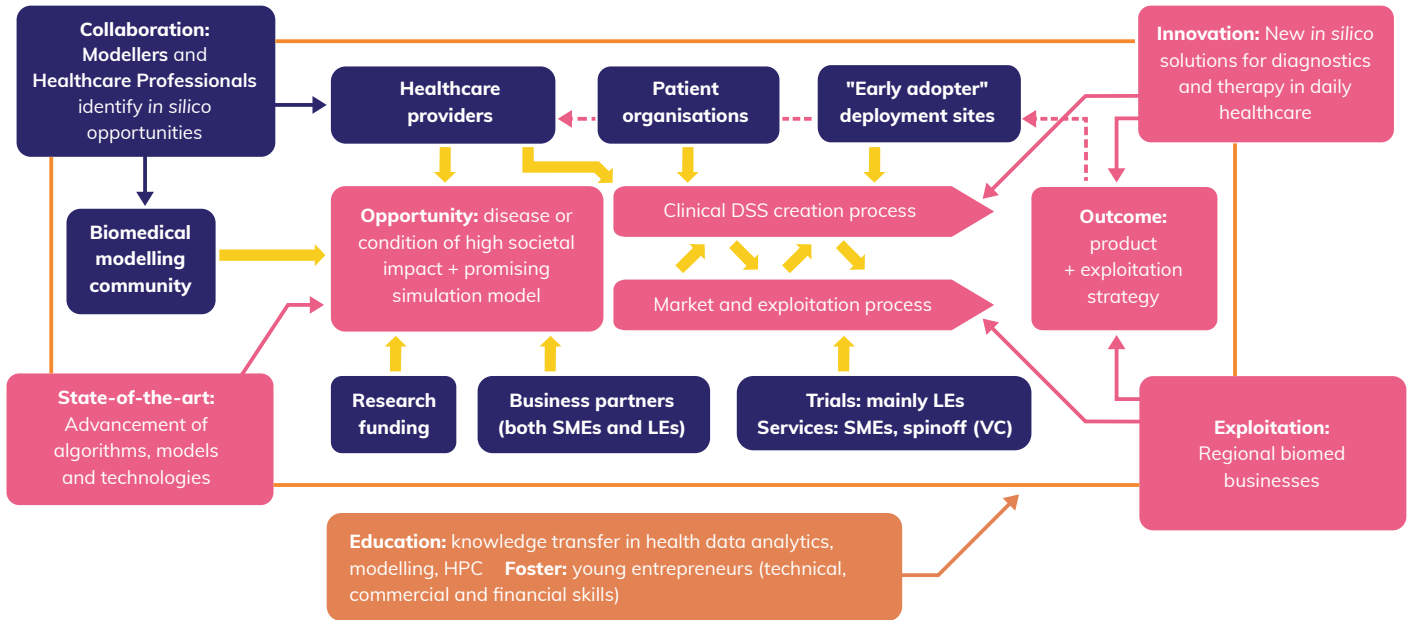 Collaboration:
Modellers and
Healthcare Professionals
identify in silico
opportunities
Healthcare
providers
Patient
organisations
"Early adopter"
deployment sites
Innovation: New in silico
solutions for diagnostics
and therapy in daily
healthcare
Biomedical
modelling
community
Opportunity: disease or
condition of high societal
impact + promising
simulation model
Clinical DSS creation process
Market and exploitation process
Outcome:
product
+ exploitation
strategy
State-of-the-art:
Advancement of
algorithms, models
and technologies
Research
funding
Business partners
(both SMEs and LEs)
Trials: mainly LEs
Services: SMEs, spinoff (VC)
Exploitation:
Regional biomed
businesses
Education: knowledge transfer in health data analytics,
modelling, HPC Foster: young entrepreneurs (technical,
commercial and financial skills)